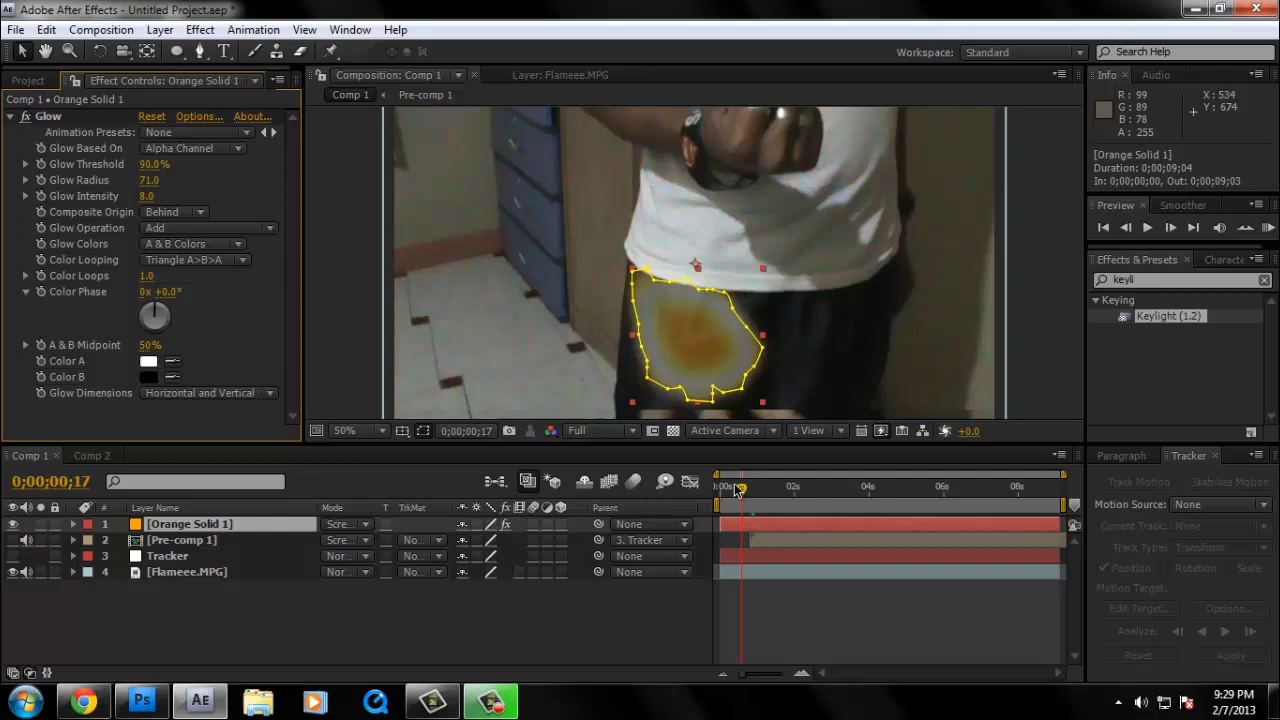 Adobe After Effects - Untitled Project.aep *
File Edit Composition Layer Effect Animation View Window Help
Workspace: Standard Search Help
Project Effect Controls: Orange Solid 1
Comp 1 • Orange Solid 1
Glow Reset Options... About...
Animation Presets: None
Glow Based On Alpha Channel
Glow Threshold 90.0%
Glow Radius 71.0
Glow Intensity 8.0
Composite Origin Behind
Glow Operation Add
Glow Colors A & B Colors
Color Looping Triangle A>B>A
Color Loops 1.0
Color Phase 0x +0.0°
A & B Midpoint 50%
Color A
Color B
Glow Dimensions Horizontal and Vertical
Composition: Comp 1 Layer: Flameee.MPG
Comp 1 Pre-comp 1
50% 0;00;00;17 Full Active Camera 1 View +0.0
Info Audio
R : 99 X : 534
G : 89 Y : 674
B : 78
A : 255
[Orange Solid 1]
Duration: 0;00;09;04
In: 0;00;00;00, Out: 0;00;09;03
Preview Smoother
Effects & Presets Characte
keyli
Keying
Keylight (1.2)
Comp 1 Comp 2
0;00;00;17
:00s 02s 04s 06s 08s
# Layer Name Mode T TrkMat Parent
1 [Orange Solid 1] Scre... None
2 [Pre-comp 1] Scre... No... 3. Tracker
3 Tracker Nor... No... None
4 [Flameee.MPG] Nor... No... None
Paragraph Tracker
Track Motion Stabilize Motion
Motion Source: None
Current Track: None
Track Types Transform
Position Rotation Scale
Motion Target:
Edit Target... Options...
Analyze:
Reset Apply
Ps Ae
9:29 PM
2/7/2013